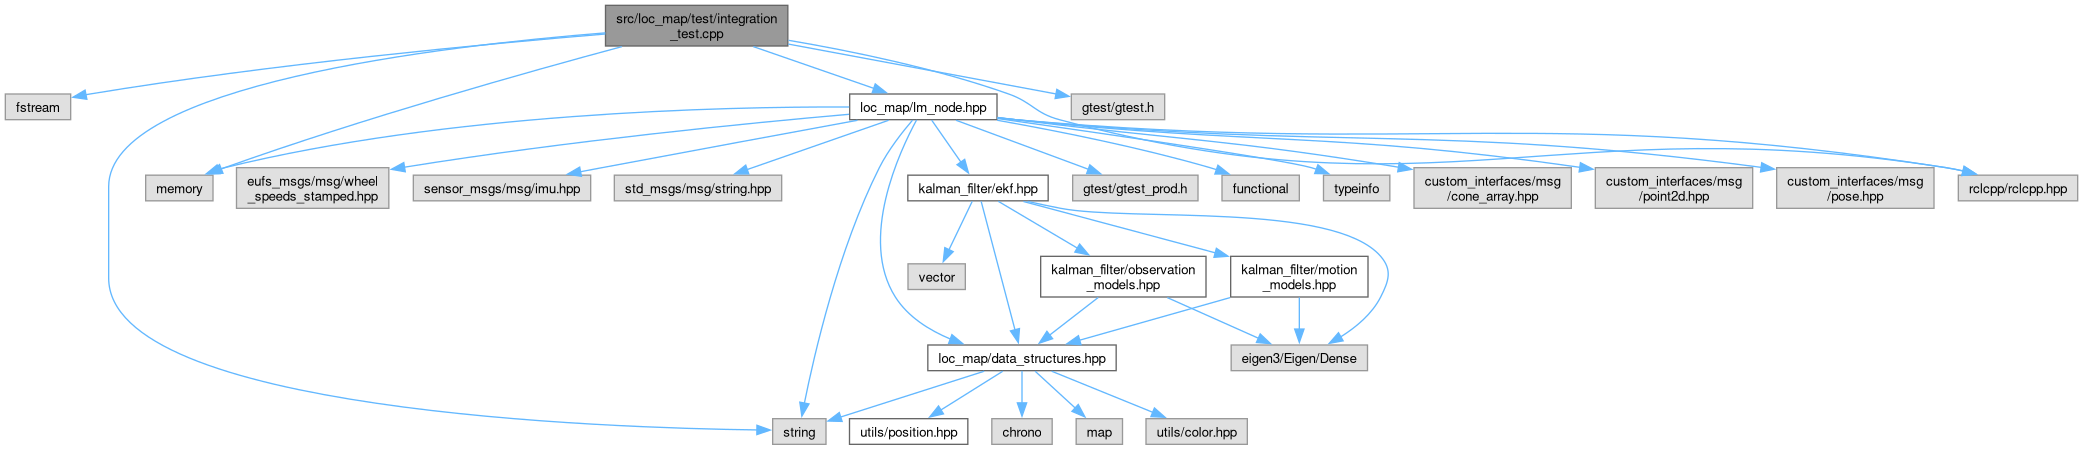 src/loc_map/test/integration
_test.cpp
fstream
loc_map/lm_node.hpp
gtest/gtest.h
memory
eufs_msgs/msg/wheel
_speeds_stamped.hpp
sensor_msgs/msg/imu.hpp
std_msgs/msg/string.hpp
kalman_filter/ekf.hpp
gtest/gtest_prod.h
functional
typeinfo
custom_interfaces/msg
/cone_array.hpp
custom_interfaces/msg
/point2d.hpp
custom_interfaces/msg
/pose.hpp
rclcpp/rclcpp.hpp
vector
kalman_filter/observation
_models.hpp
kalman_filter/motion
_models.hpp
loc_map/data_structures.hpp
eigen3/Eigen/Dense
string
utils/position.hpp
chrono
map
utils/color.hpp